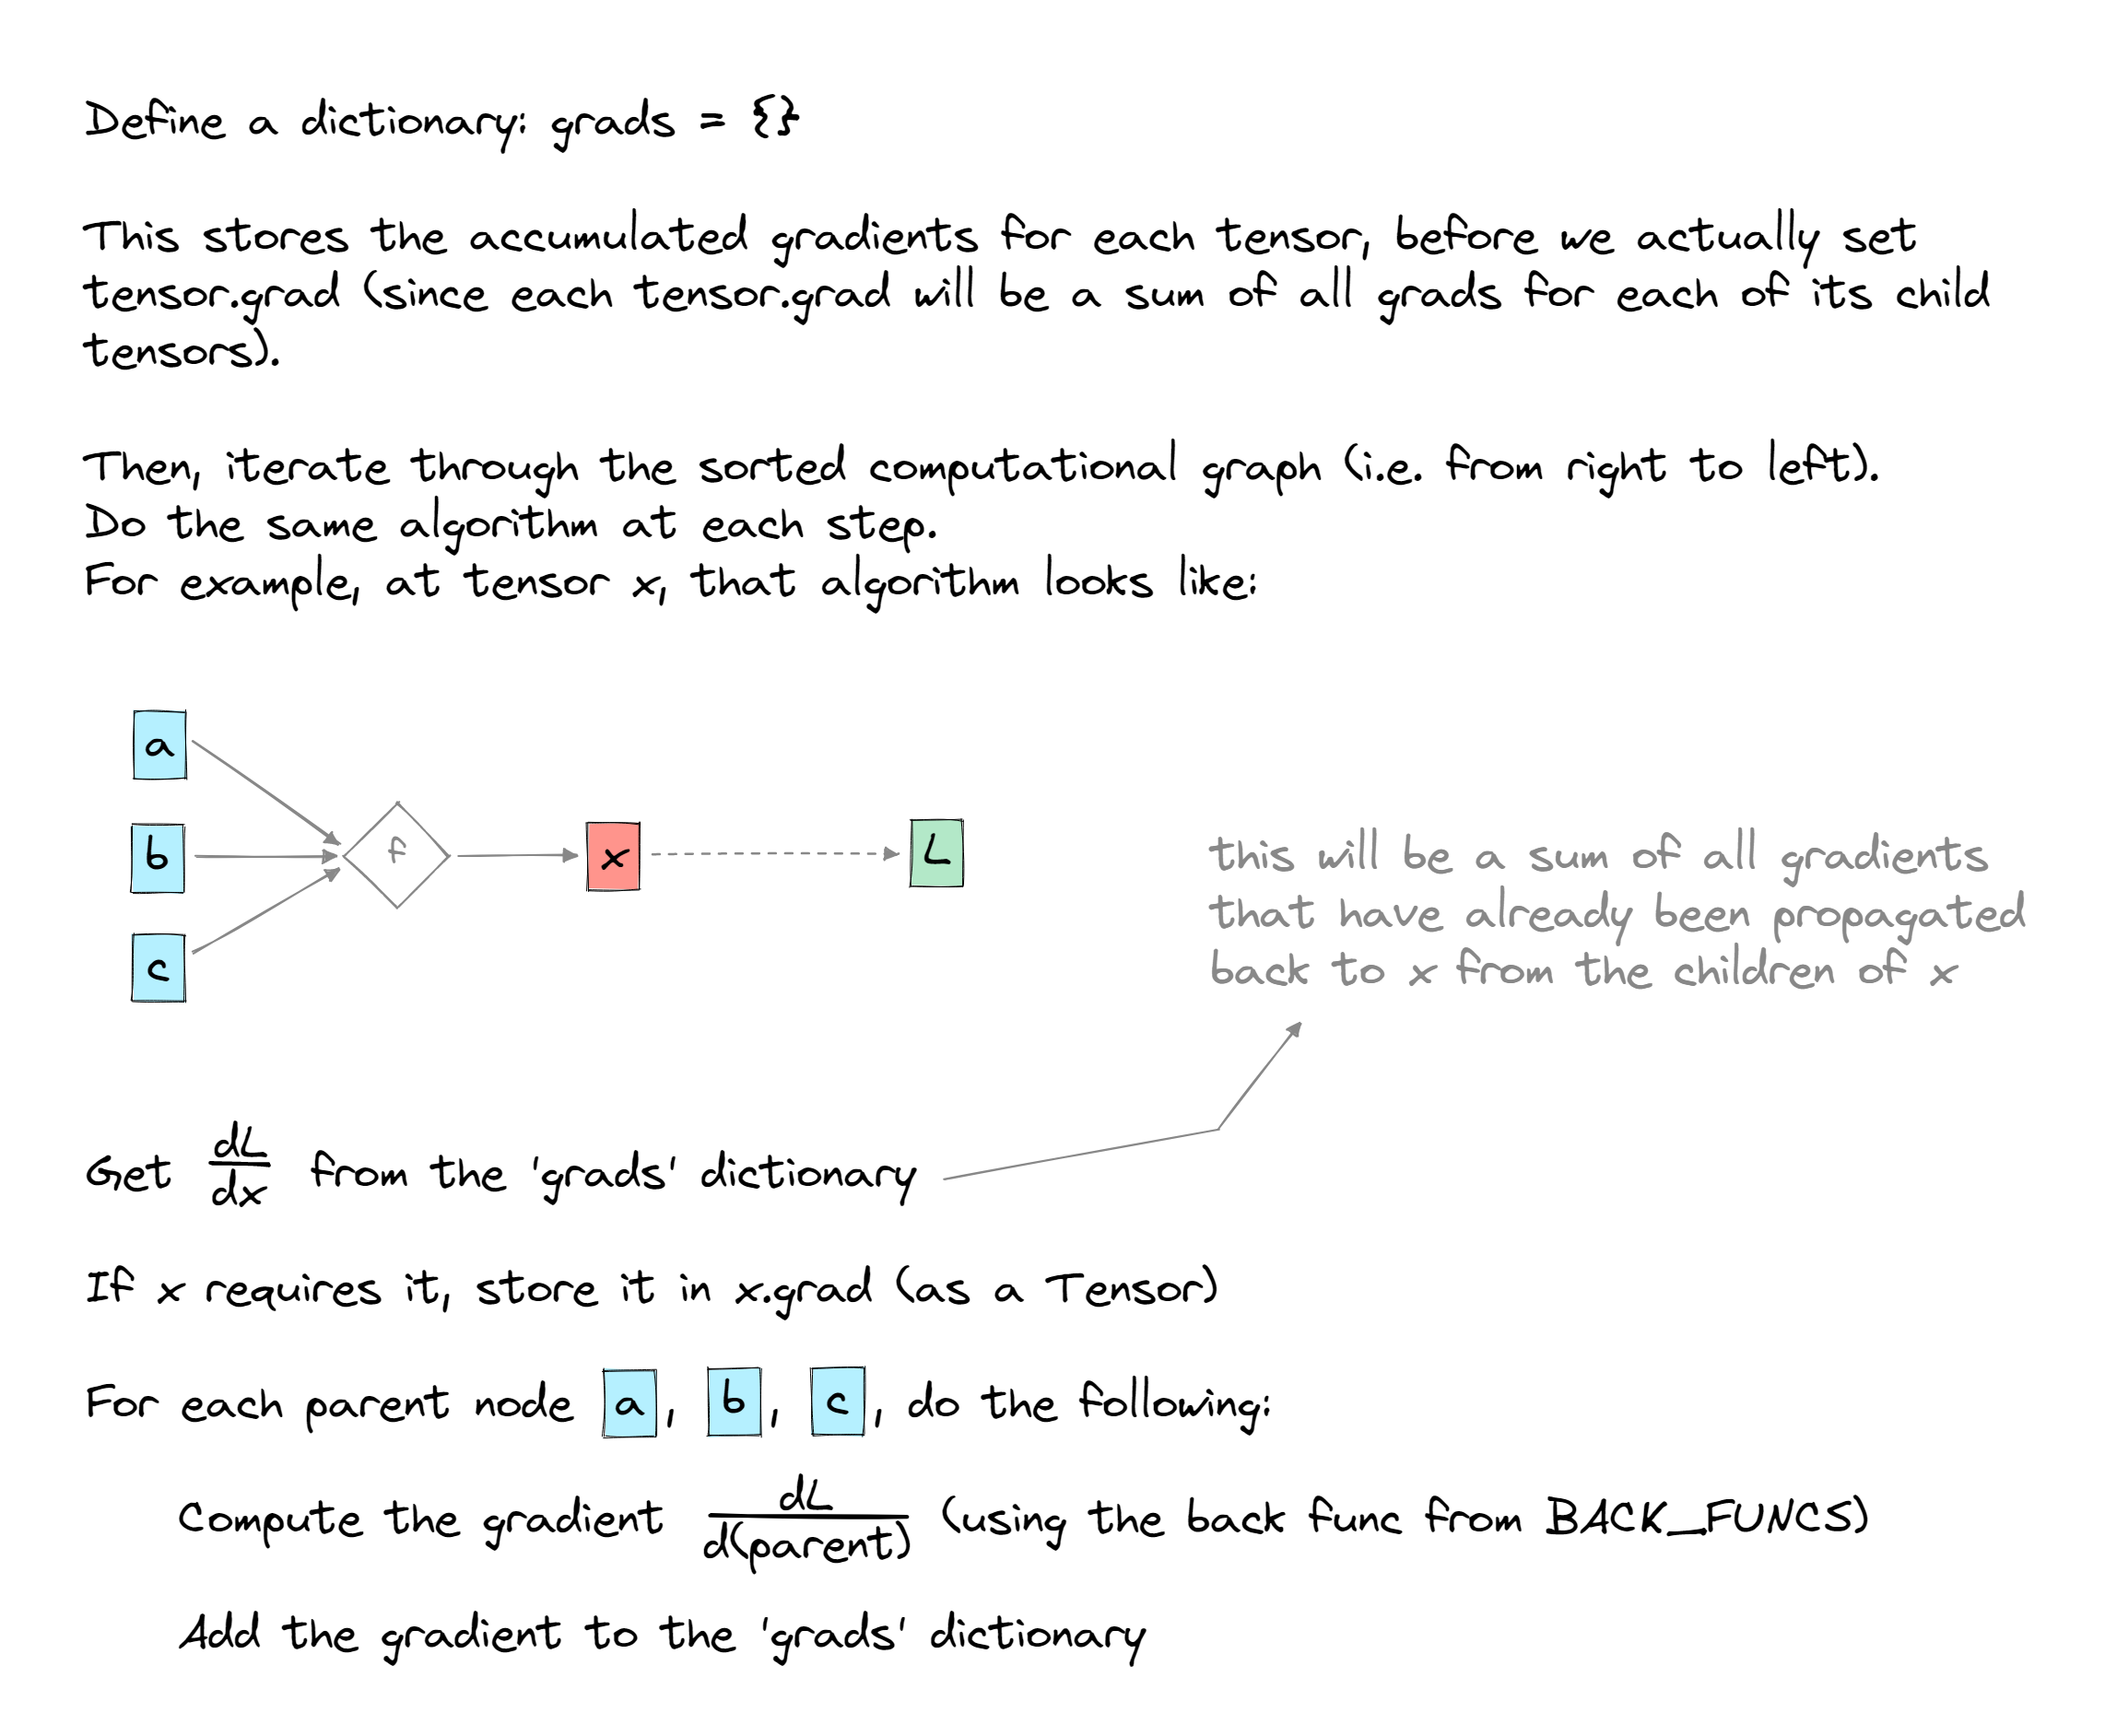 Define a dictionary: grads = {}
This stores the accumulated gradients for each tensor, before we actually set
tensor.grad (since each tensor.grad will be a sum of all grads for each of its child
tensors).
Then, iterate through the sorted computational graph (i.e. from right to left).
Do the same algorithm at each step.
For example, at tensor x, that algorithm looks like:
a
b
c
f
x
L
this will be a sum of all gradients
that have already been propagated
back to x from the children of x
Get dL/dx from the 'grads' dictionary
If x requires it, store it in x.grad (as a Tensor)
For each parent node a, b, c, do the following:
Compute the gradient dL/d(parent) (using the back func from BACK_FUNCS)
Add the gradient to the 'grads' dictionary